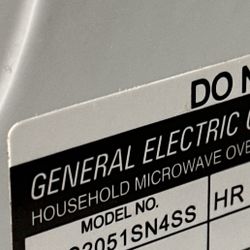 DO N
GENERAL ELECTRIC
HOUSEHOLD MICROWAVE OVE
MODEL NO. HR
2051SN4SS